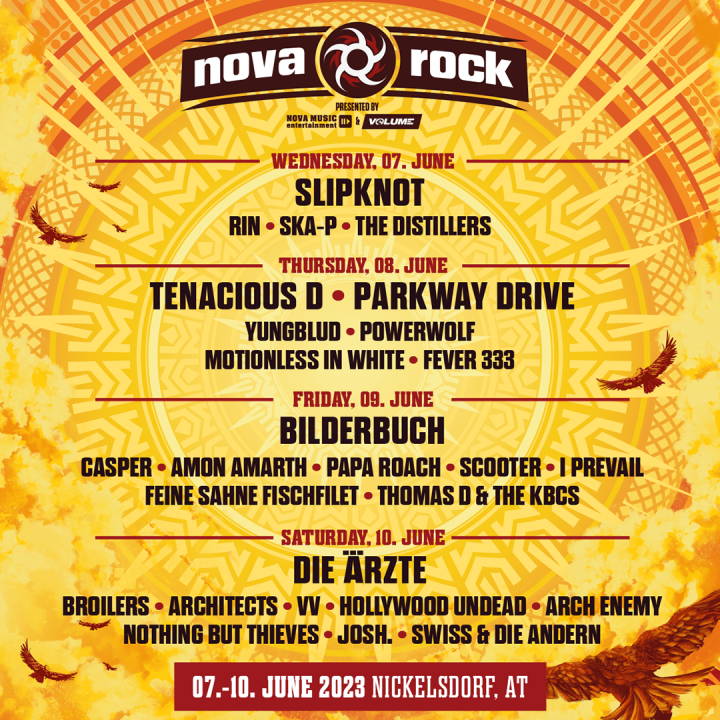 nova rock
PRESENTED BY
NOVA MUSIC entertainment & VOLUME
WEDNESDAY, 07. JUNE
SLIPKNOT
RIN • SKA-P • THE DISTILLERS
THURSDAY, 08. JUNE
TENACIOUS D • PARKWAY DRIVE
YUNGBLUD • POWERWOLF
MOTIONLESS IN WHITE • FEVER 333
FRIDAY, 09. JUNE
BILDERBUCH
CASPER • AMON AMARTH • PAPA ROACH • SCOOTER • I PREVAIL
FEINE SAHNE FISCHFILET • THOMAS D & THE KBCS
SATURDAY, 10. JUNE
DIE ÄRZTE
BROILERS • ARCHITECTS • VV • HOLLYWOOD UNDEAD • ARCH ENEMY
NOTHING BUT THIEVES • JOSH. • SWISS & DIE ANDERN
07.-10. JUNE 2023 NICKELSDORF, AT